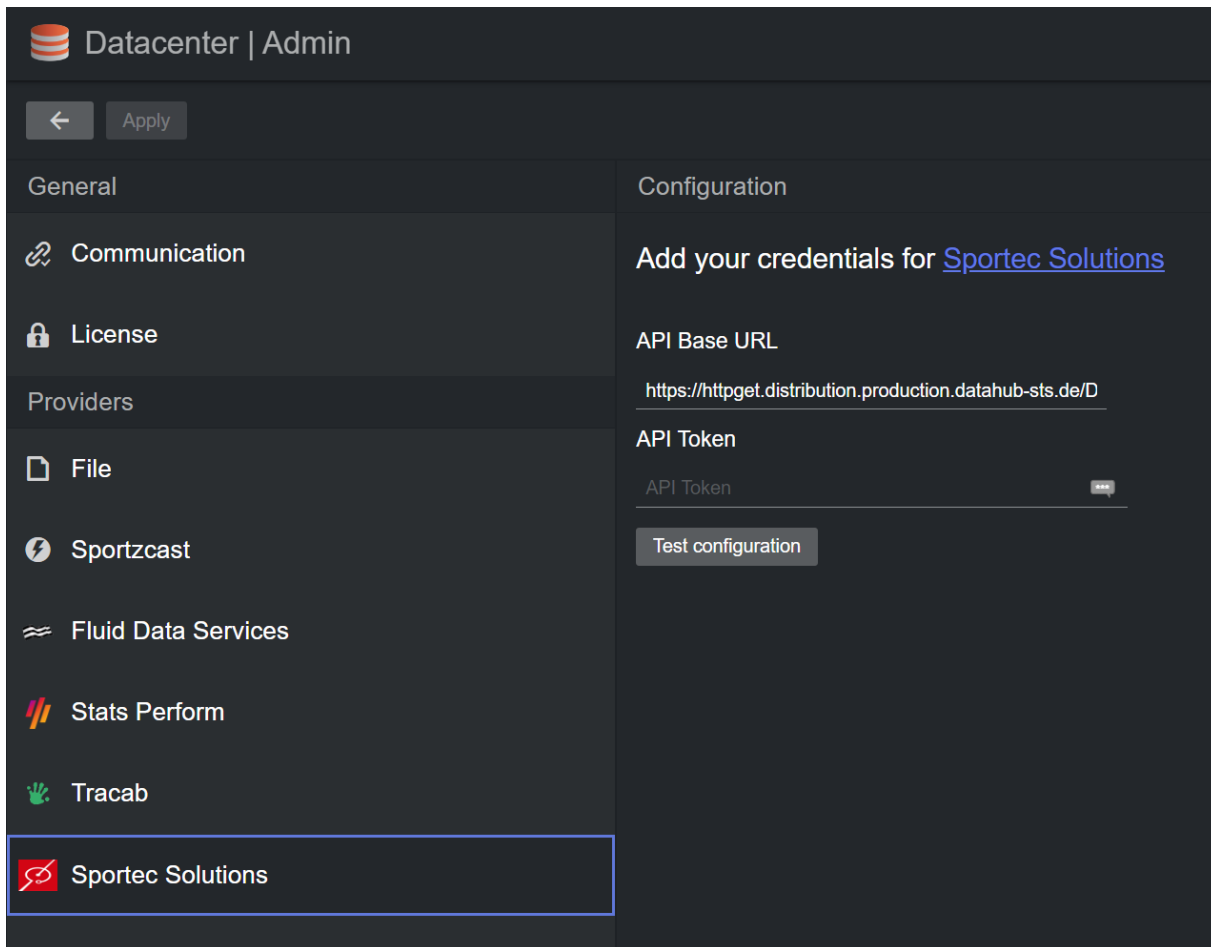 Datacenter | Admin
Apply
General
Communication
License
Providers
File
Sportzcast
Fluid Data Services
Stats Perform
Tracab
Sportec Solutions
Configuration
Add your credentials for Sportec Solutions
API Base URL
https://httpget.distribution.production.datahub-sts.de/D
API Token
API Token
Test configuration